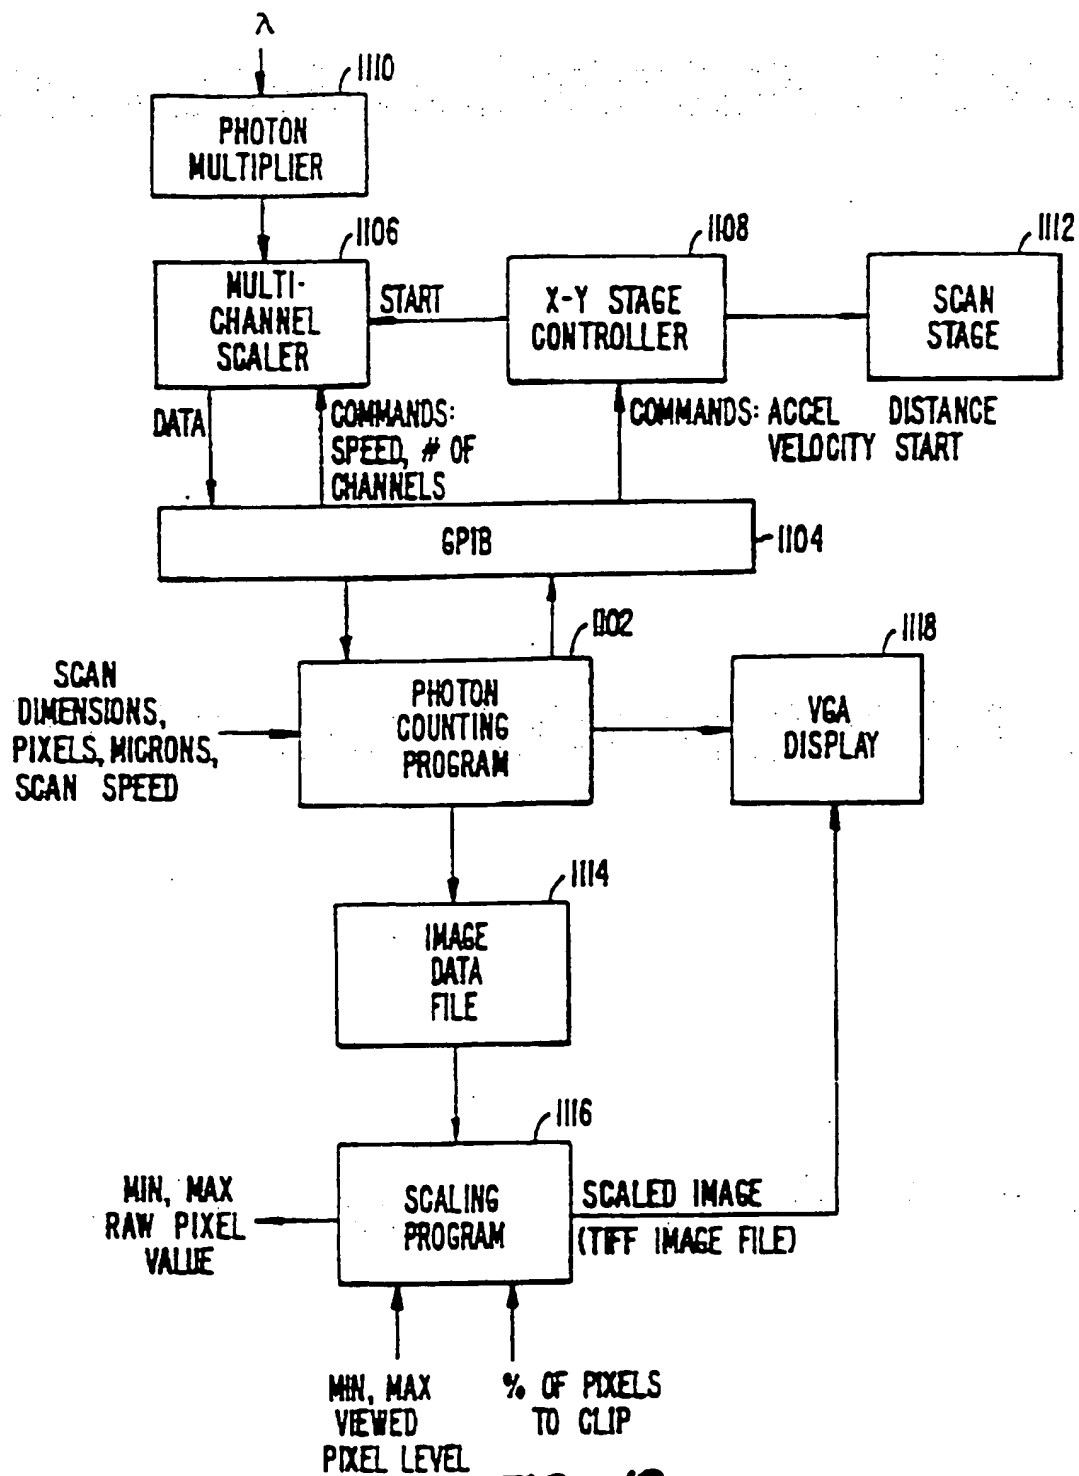 λ
1110
PHOTON
MULTIPLIER
1106
MULTI-
CHANNEL
SCALER
START
1108
X-Y STAGE
CONTROLLER
1112
SCAN
STAGE
DATA
COMMANDS:
SPEED, # OF
CHANNELS
COMMANDS: ACCEL DISTANCE
VELOCITY START
GPIB
1104
1102
PHOTON
COUNTING
PROGRAM
SCAN
DIMENSIONS,
PIXELS, MICRONS,
SCAN SPEED
1118
VGA
DISPLAY
1114
IMAGE
DATA
FILE
1116
SCALING
PROGRAM
MIN, MAX
RAW PIXEL
VALUE
SCALED IMAGE
(TIFF IMAGE FILE)
MIN, MAX
VIEWED
PIXEL LEVEL
% OF PIXELS
TO CLIP